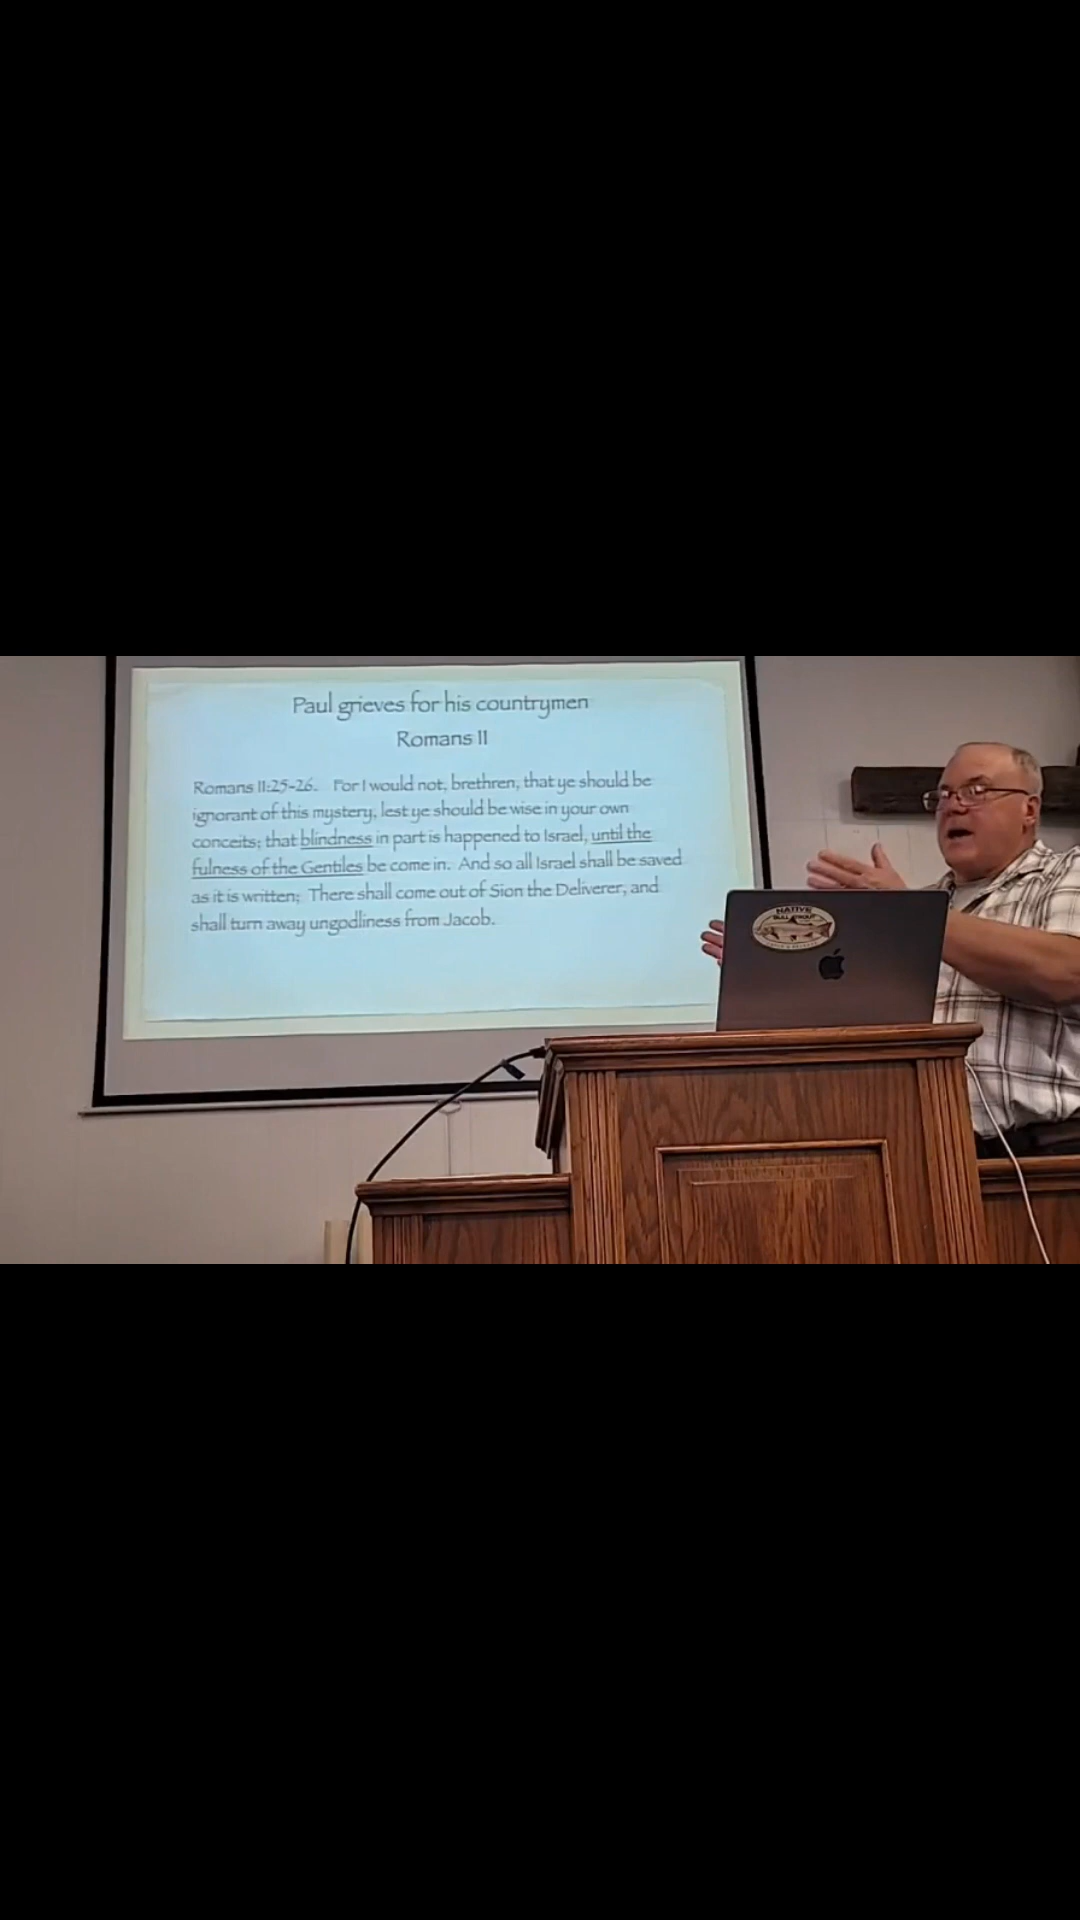 Paul grieves for his countrymen
Romans 11
Romans 11:25-26. For I would not, brethren, that ye should be
ignorant of this mystery, lest ye should be wise in your own
conceits; that blindness in part is happened to Israel, until the
fulness of the Gentiles be come in. And so all Israel shall be saved
as it is written; There shall come out of Sion the Deliverer, and
shall turn away ungodliness from Jacob.
NATIVE
BULL TROUT